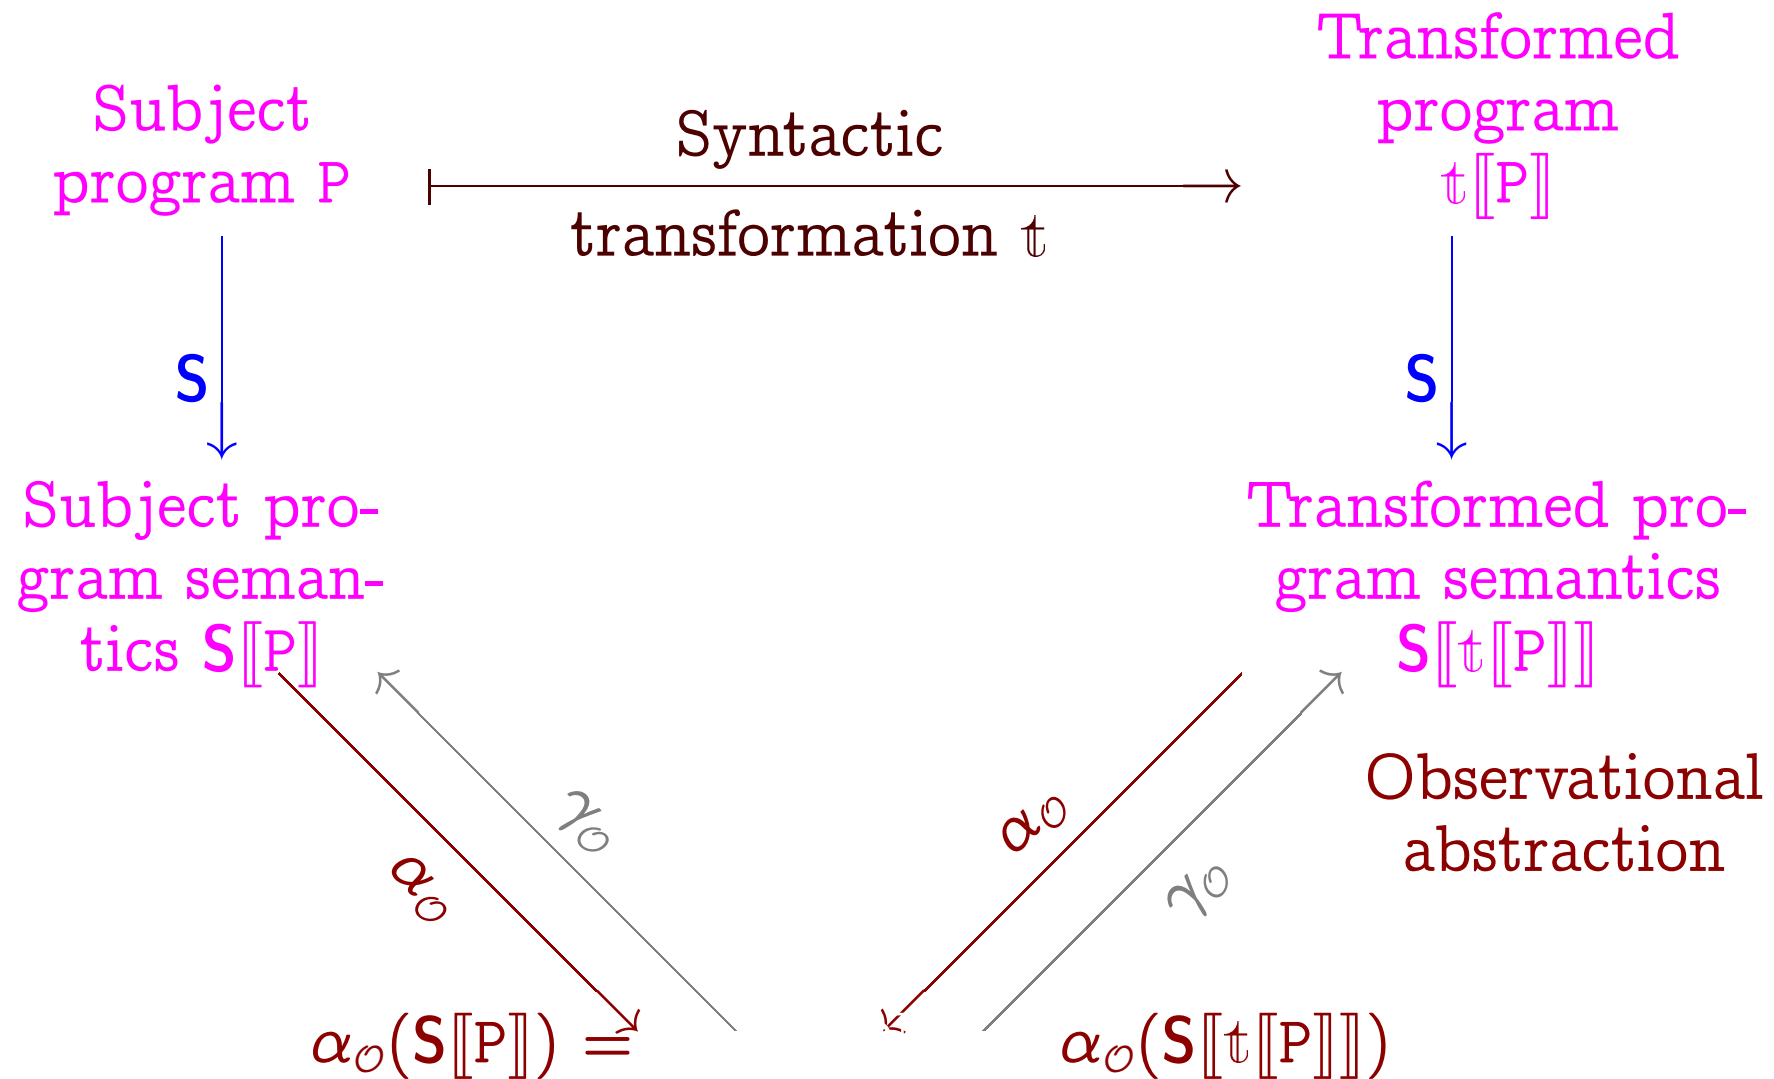 Subject
program P
Syntactic
transformation 𝕥
Transformed
program
𝕥⟦P⟧
S
S
Subject pro-
gram seman-
tics S⟦P⟧
Transformed pro-
gram semantics
S⟦𝕥⟦P⟧⟧
α𝒪
γ𝒪
α𝒪
γ𝒪
Observational
abstraction
α𝒪(S⟦P⟧) =
α𝒪(S⟦𝕥⟦P⟧⟧)